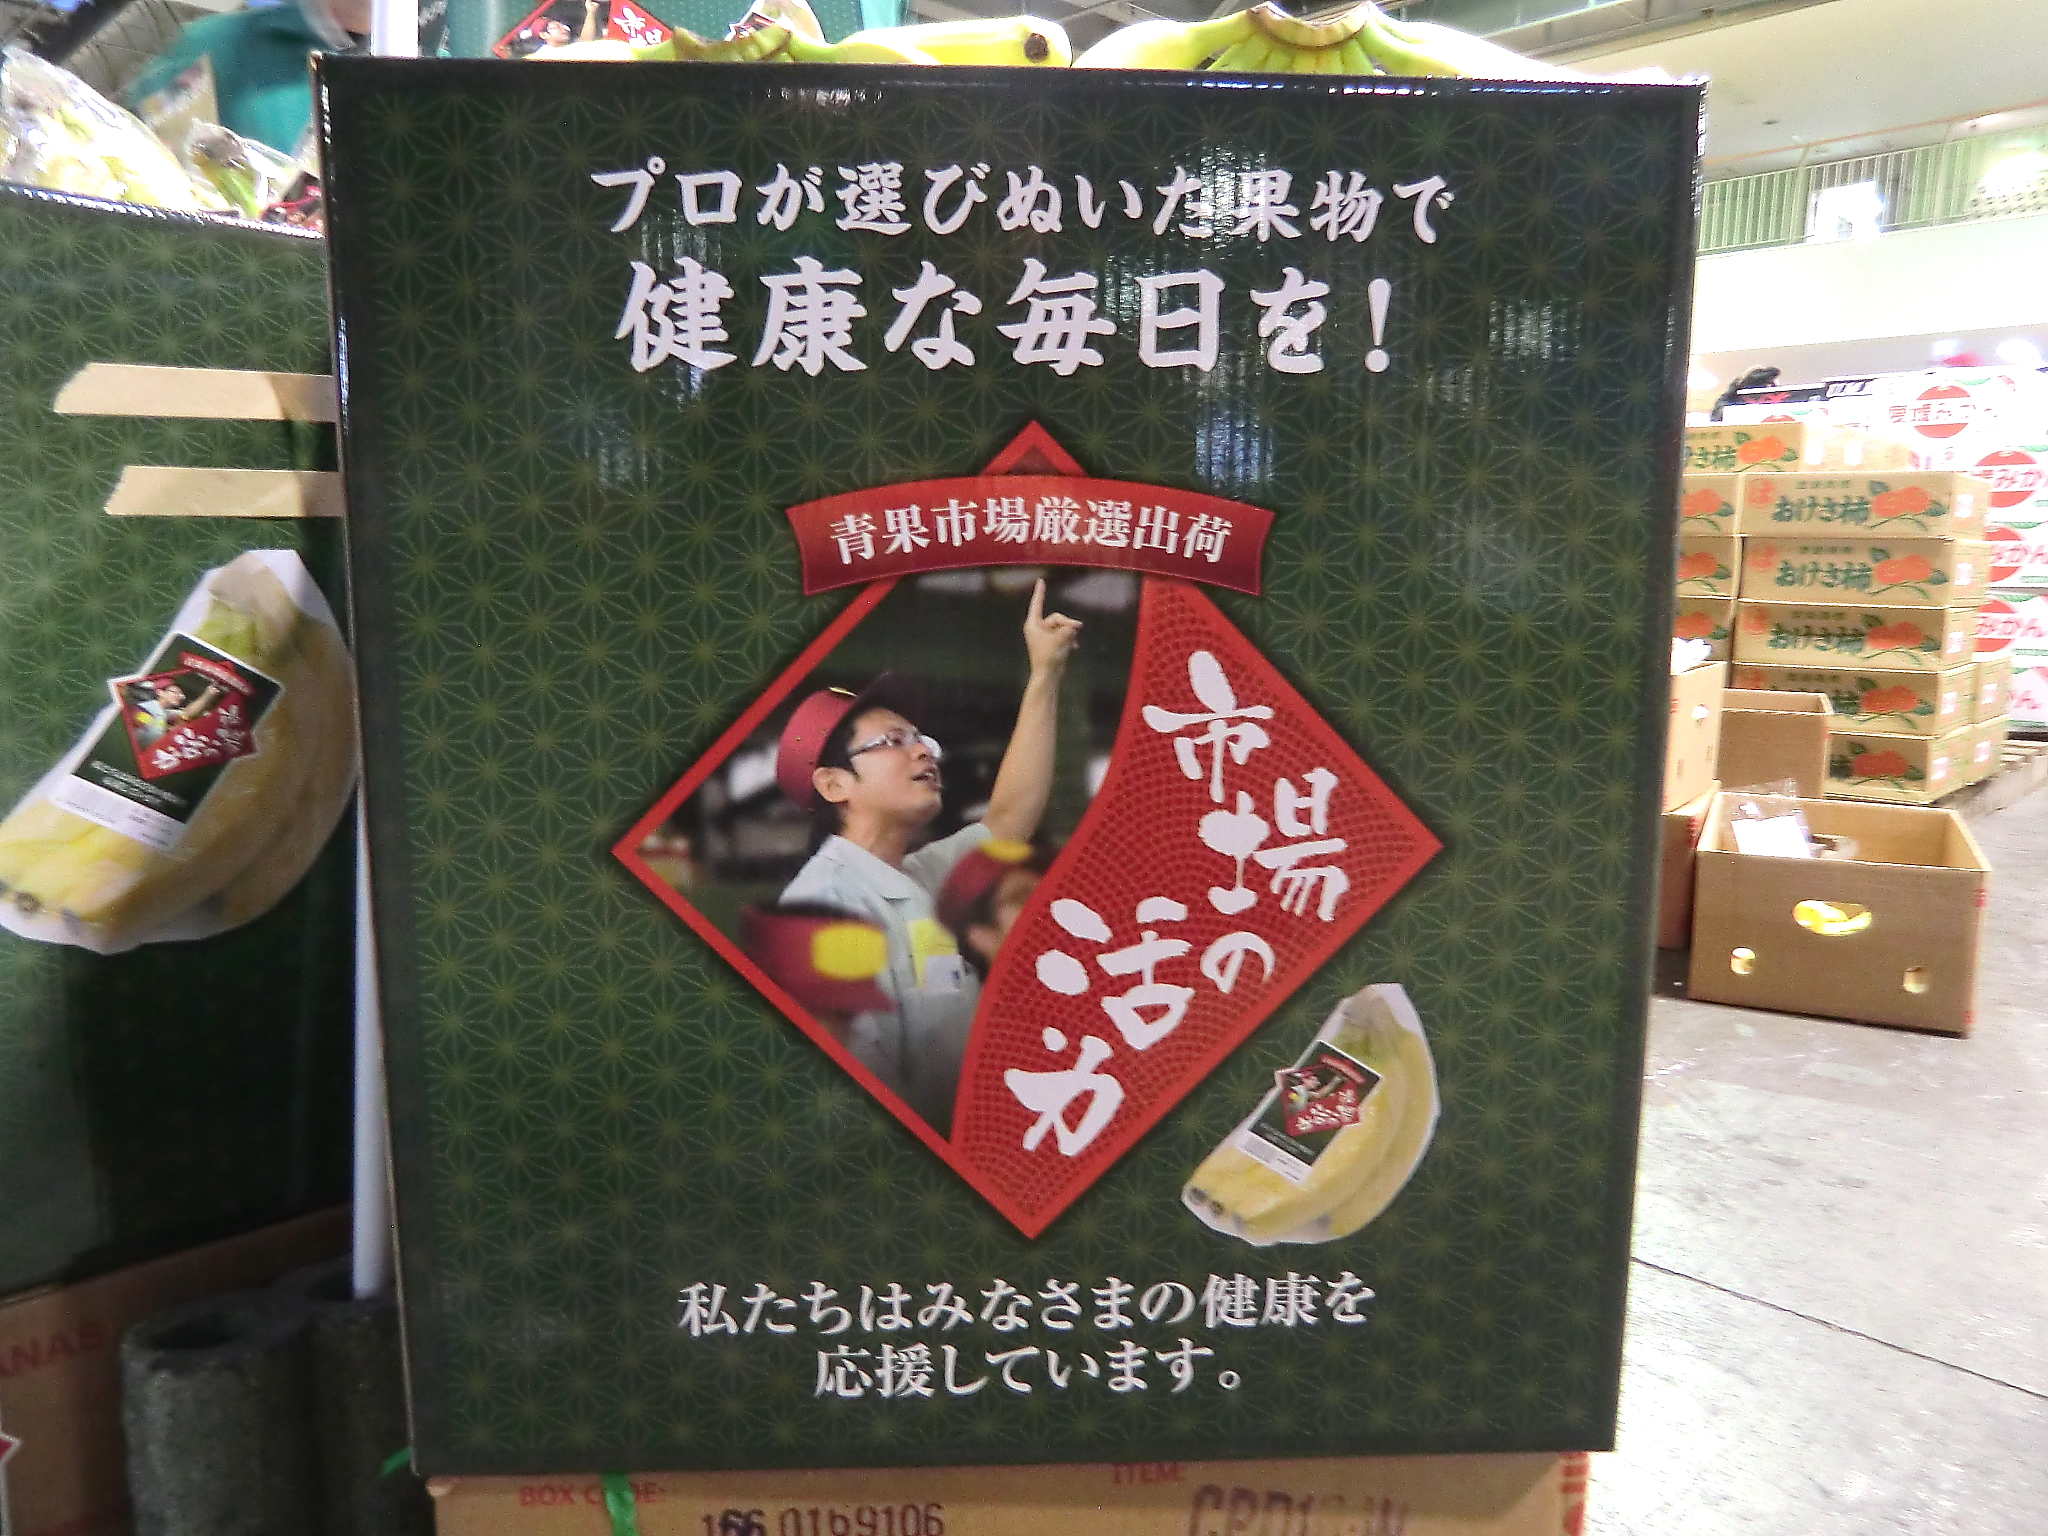 プロが選びぬいた果物で
健康な毎日を!
青果市場厳選出荷
市場の
活力
私たちはみなさまの健康を
応援しています。
おけさ柿
おけさ柿
おけさ柿
BOX CODE:
ITEM: